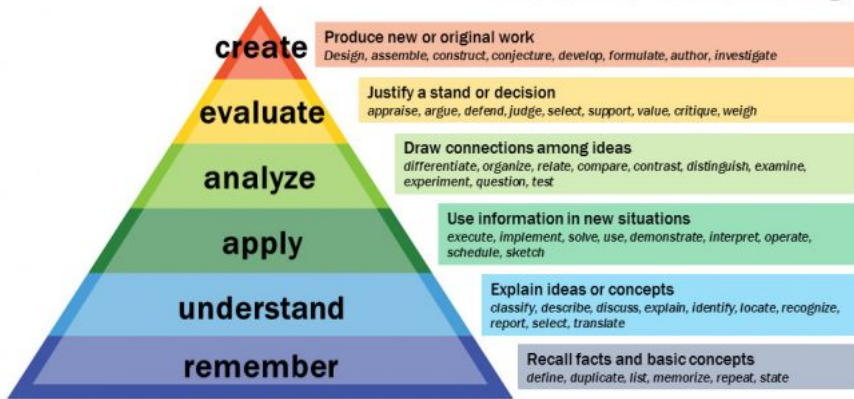 create
Produce new or original work
Design, assemble, construct, conjecture, develop, formulate, author, investigate
evaluate
Justify a stand or decision
appraise, argue, defend, judge, select, support, value, critique, weigh
analyze
Draw connections among ideas
differentiate, organize, relate, compare, contrast, distinguish, examine,
experiment, question, test
apply
Use information in new situations
execute, implement, solve, use, demonstrate, interpret, operate,
schedule, sketch
understand
Explain ideas or concepts
classify, describe, discuss, explain, identify, locate, recognize,
report, select, translate
remember
Recall facts and basic concepts
define, duplicate, list, memorize, repeat, state